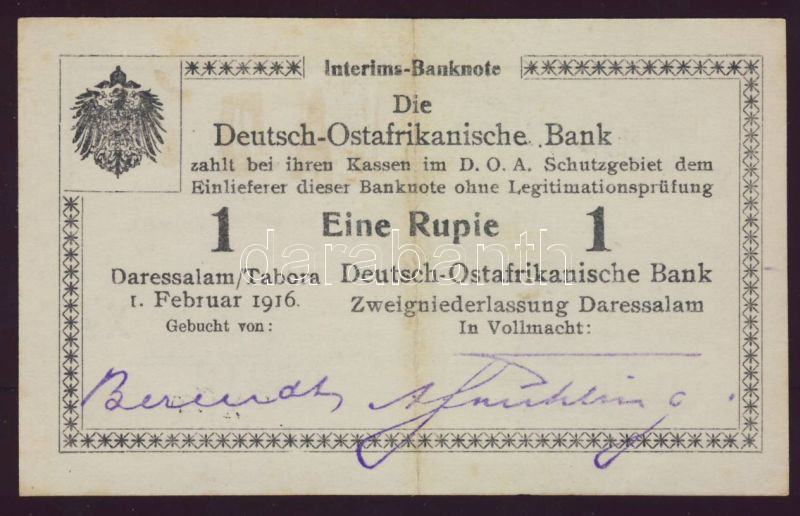 Interims-Banknote
Die
Deutsch-Ostafrikanische Bank
zahlt bei ihren Kassen im D. O. A. Schutzgebiet dem
Einlieferer dieser Banknote ohne Legitimationsprüfung
1 Eine Rupie 1
darabanth
Daressalam/Tabora Deutsch-Ostafrikanische Bank
1. Februar 1916. Zweigniederlassung Daressalam
Gebucht von: In Vollmacht:
Berendt